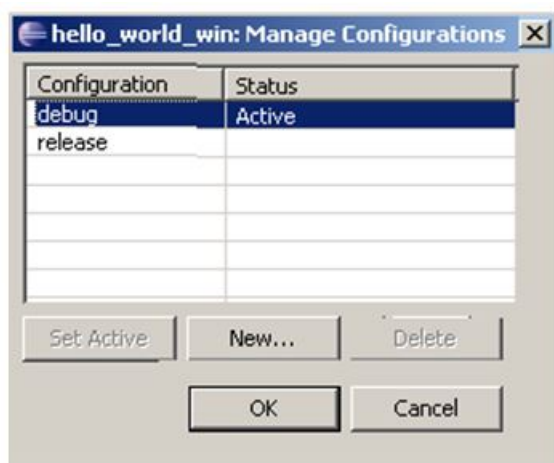 hello_world_win: Manage Configurations
Configuration Status
debug Active
release
Set Active New... Delete
OK Cancel